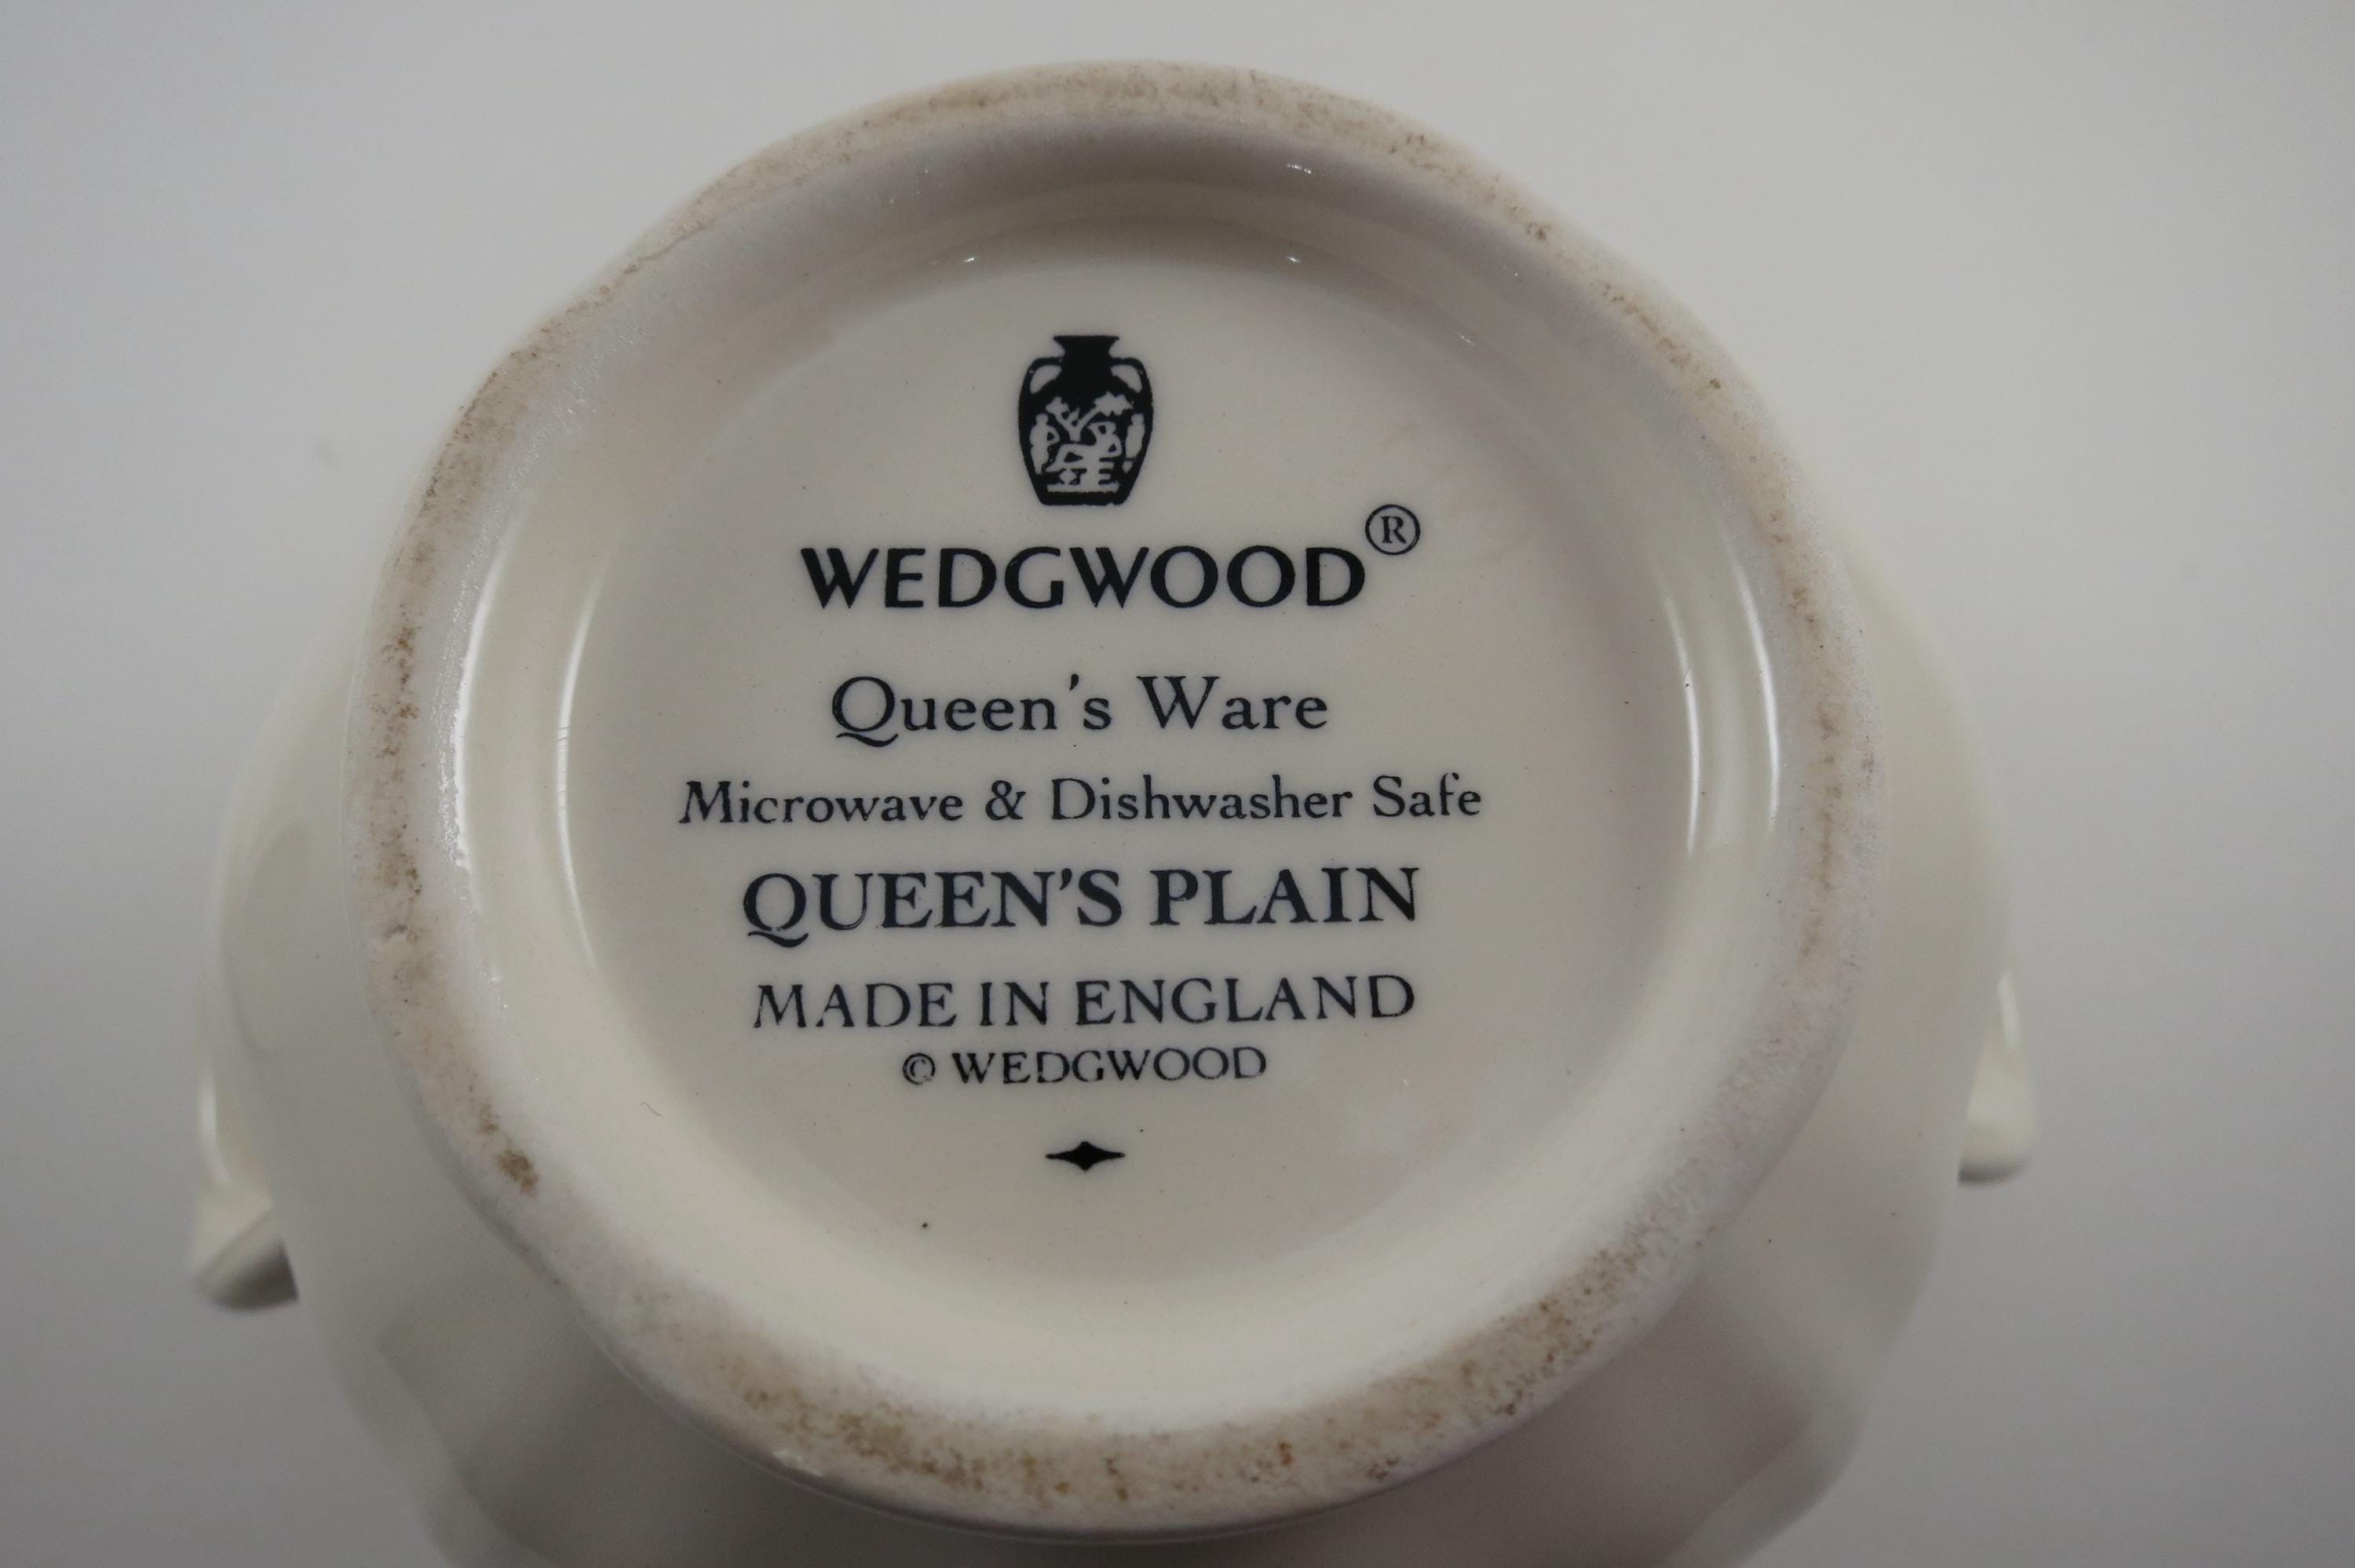 WEDGWOOD®
Queen's Ware
Microwave & Dishwasher Safe
QUEEN'S PLAIN
MADE IN ENGLAND
© WEDGWOOD